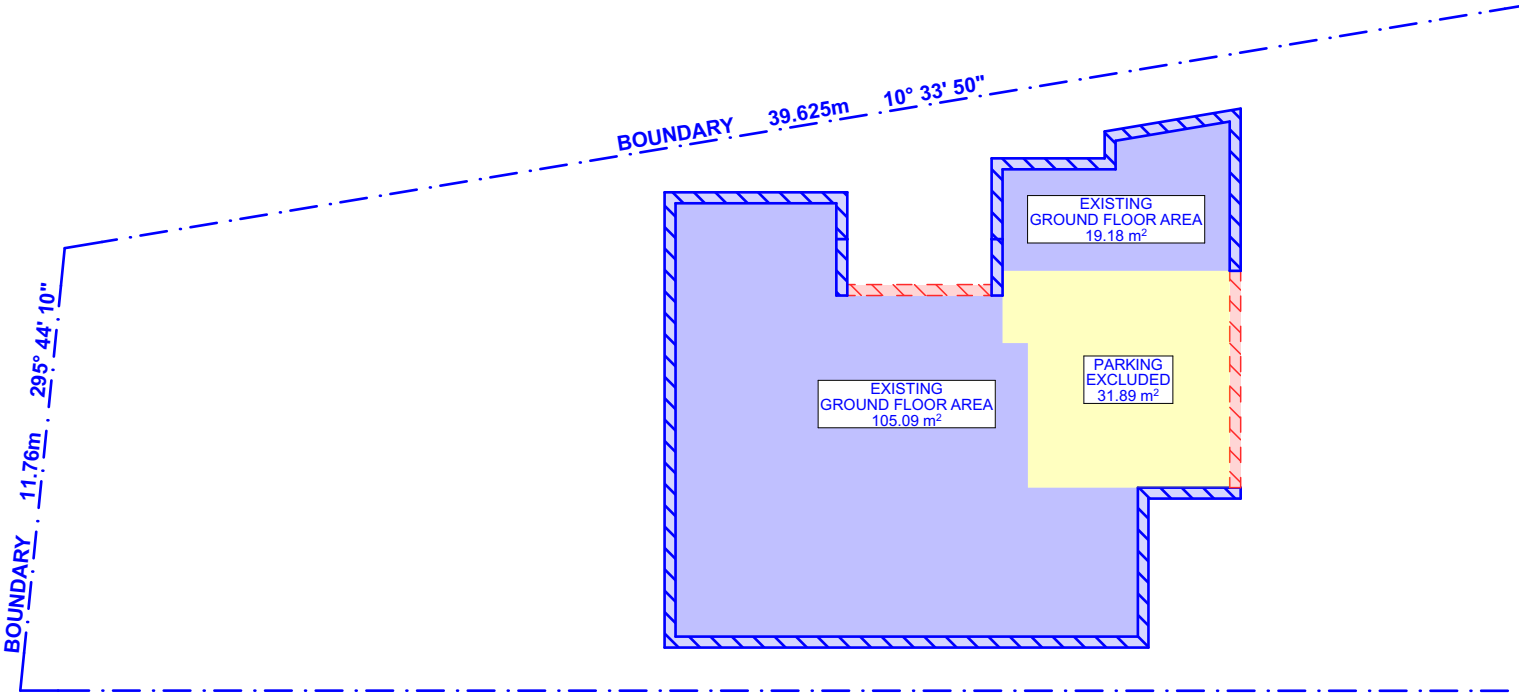 BOUNDARY 39.625m 10° 33' 50"
EXISTING
GROUND FLOOR AREA
19.18 m²
BOUNDARY 11.76m 295° 44' 10"
PARKING
EXCLUDED
31.89 m²
EXISTING
GROUND FLOOR AREA
105.09 m²